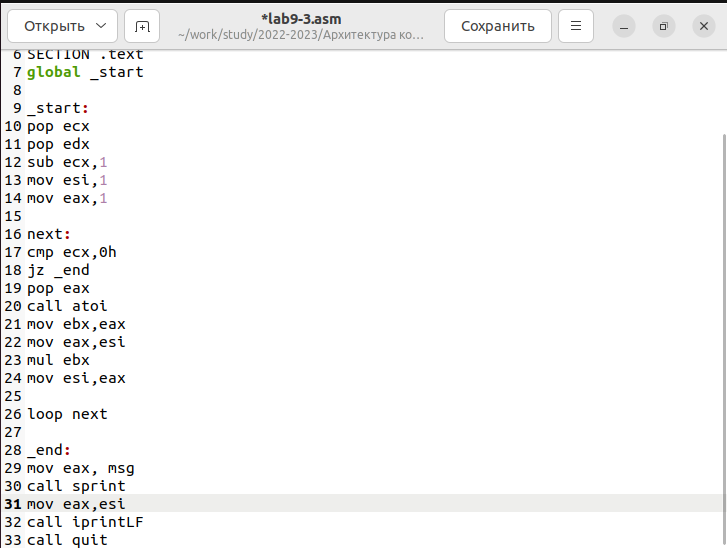 Открыть
*lab9-3.asm
~/work/study/2022-2023/Архитектура ко...
Сохранить
6 SECTION .text
7 global _start
8
9 _start:
10 pop ecx
11 pop edx
12 sub ecx,1
13 mov esi,1
14 mov eax,1
15
16 next:
17 cmp ecx,0h
18 jz _end
19 pop eax
20 call atoi
21 mov ebx,eax
22 mov eax,esi
23 mul ebx
24 mov esi,eax
25
26 loop next
27
28 _end:
29 mov eax, msg
30 call sprint
31 mov eax,esi
32 call iprintLF
33 call quit